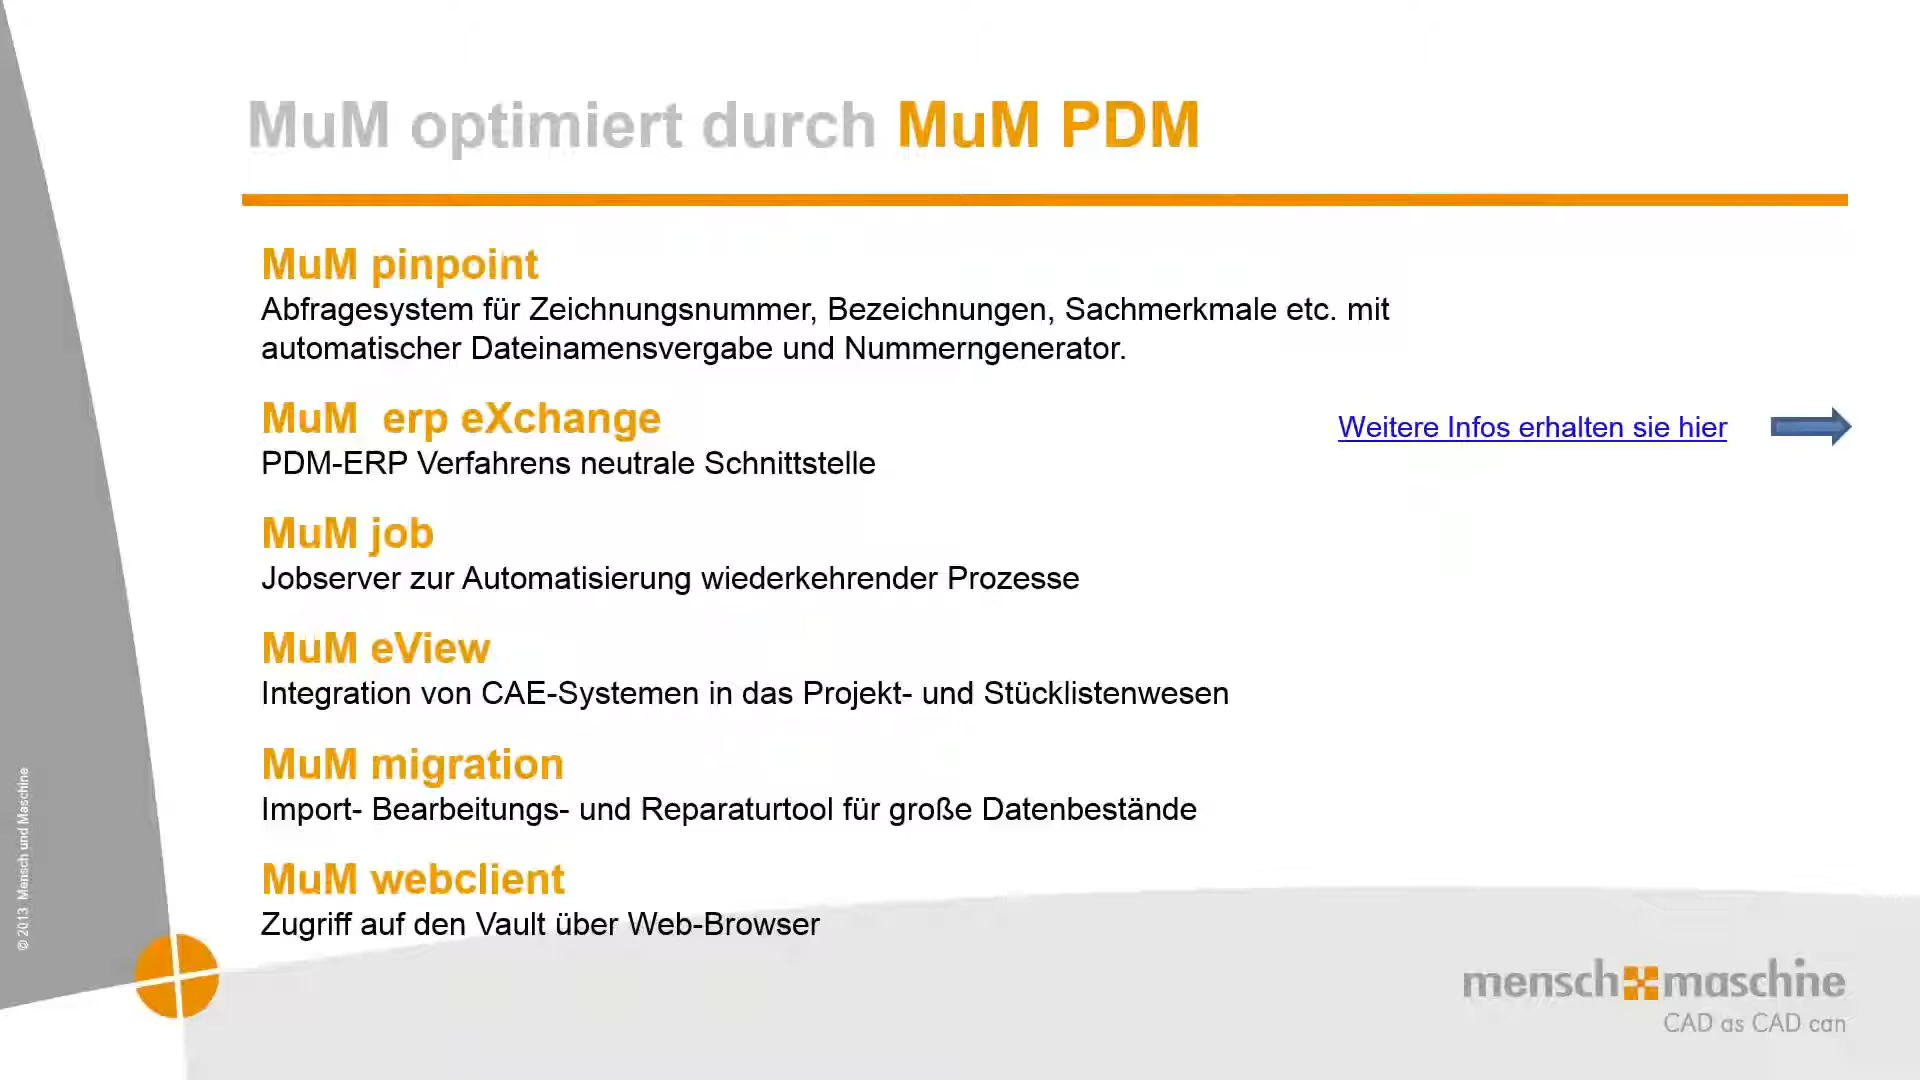 MuM optimiert durch MuM PDM
MuM pinpoint
Abfragesystem für Zeichnungsnummer, Bezeichnungen, Sachmerkmale etc. mit
automatischer Dateinamensvergabe und Nummerngenerator.
MuM  erp eXchange
PDM-ERP Verfahrens neutrale Schnittstelle
Weitere Infos erhalten sie hier
MuM job
Jobserver zur Automatisierung wiederkehrender Prozesse
MuM eView
Integration von CAE-Systemen in das Projekt- und Stücklistenwesen
MuM migration
Import- Bearbeitungs- und Reparaturtool für große Datenbestände
MuM webclient
Zugriff auf den Vault über Web-Browser
© 2013 Mensch und Maschine
mensch maschine
CAD as CAD can